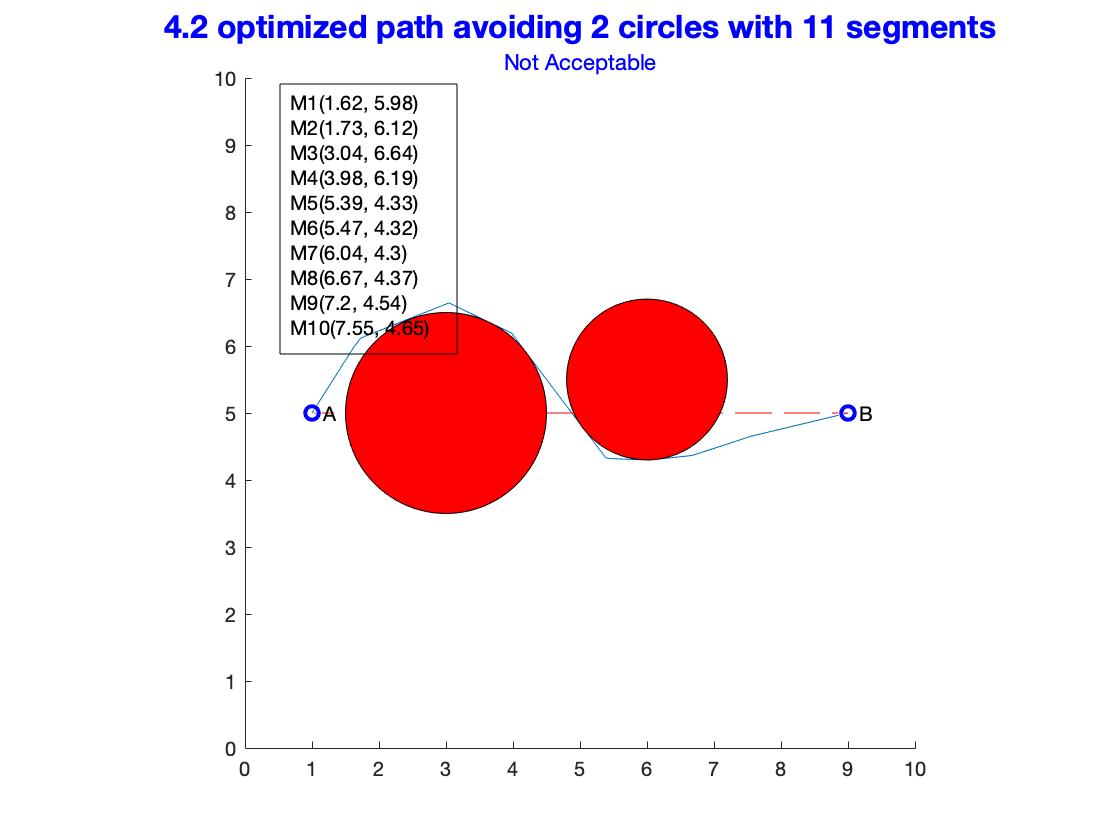 4.2 optimized path avoiding 2 circles with 11 segments
Not Acceptable
10
9
8
7
6
5
4
3
2
1
0
M1(1.62, 5.98)
M2(1.73, 6.12)
M3(3.04, 6.64)
M4(3.98, 6.19)
M5(5.39, 4.33)
M6(5.47, 4.32)
M7(6.04, 4.3)
M8(6.67, 4.37)
M9(7.2, 4.54)
M10(7.55, 4.65)
A
B
0 1 2 3 4 5 6 7 8 9 10